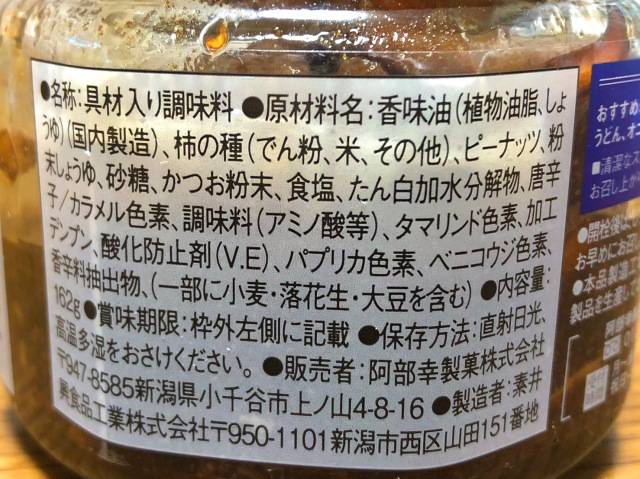 ●名称:具材入り調味料 ●原材料名:香味油(植物油脂、しょ
うゆ)(国内製造)、柿の種(でん粉、米、その他)、ピーナッツ、粉
末しょうゆ、砂糖、かつお粉末、食塩、たん白加水分解物、唐辛
子/カラメル色素、調味料(アミノ酸等)、タマリンド色素、加工
デンプン、酸化防止剤(V.E)、パプリカ色素、ベニコウジ色素、
香辛料抽出物、(一部に小麦・落花生・大豆を含む) ●内容量:
162g ●賞味期限:枠外左側に記載 ●保存方法:直射日光、
高温多湿をおさけください。 ●販売者:阿部幸製菓株式会社
〒947-8585新潟県小千谷市上ノ山4-8-16 ●製造者:素井
興食品工業株式会社〒950-1101新潟市西区山田151番地
おすすめ
うどん、オ
■清潔な
お召し上が
●開栓後は
お早めにお
●本品製造
製品を生産